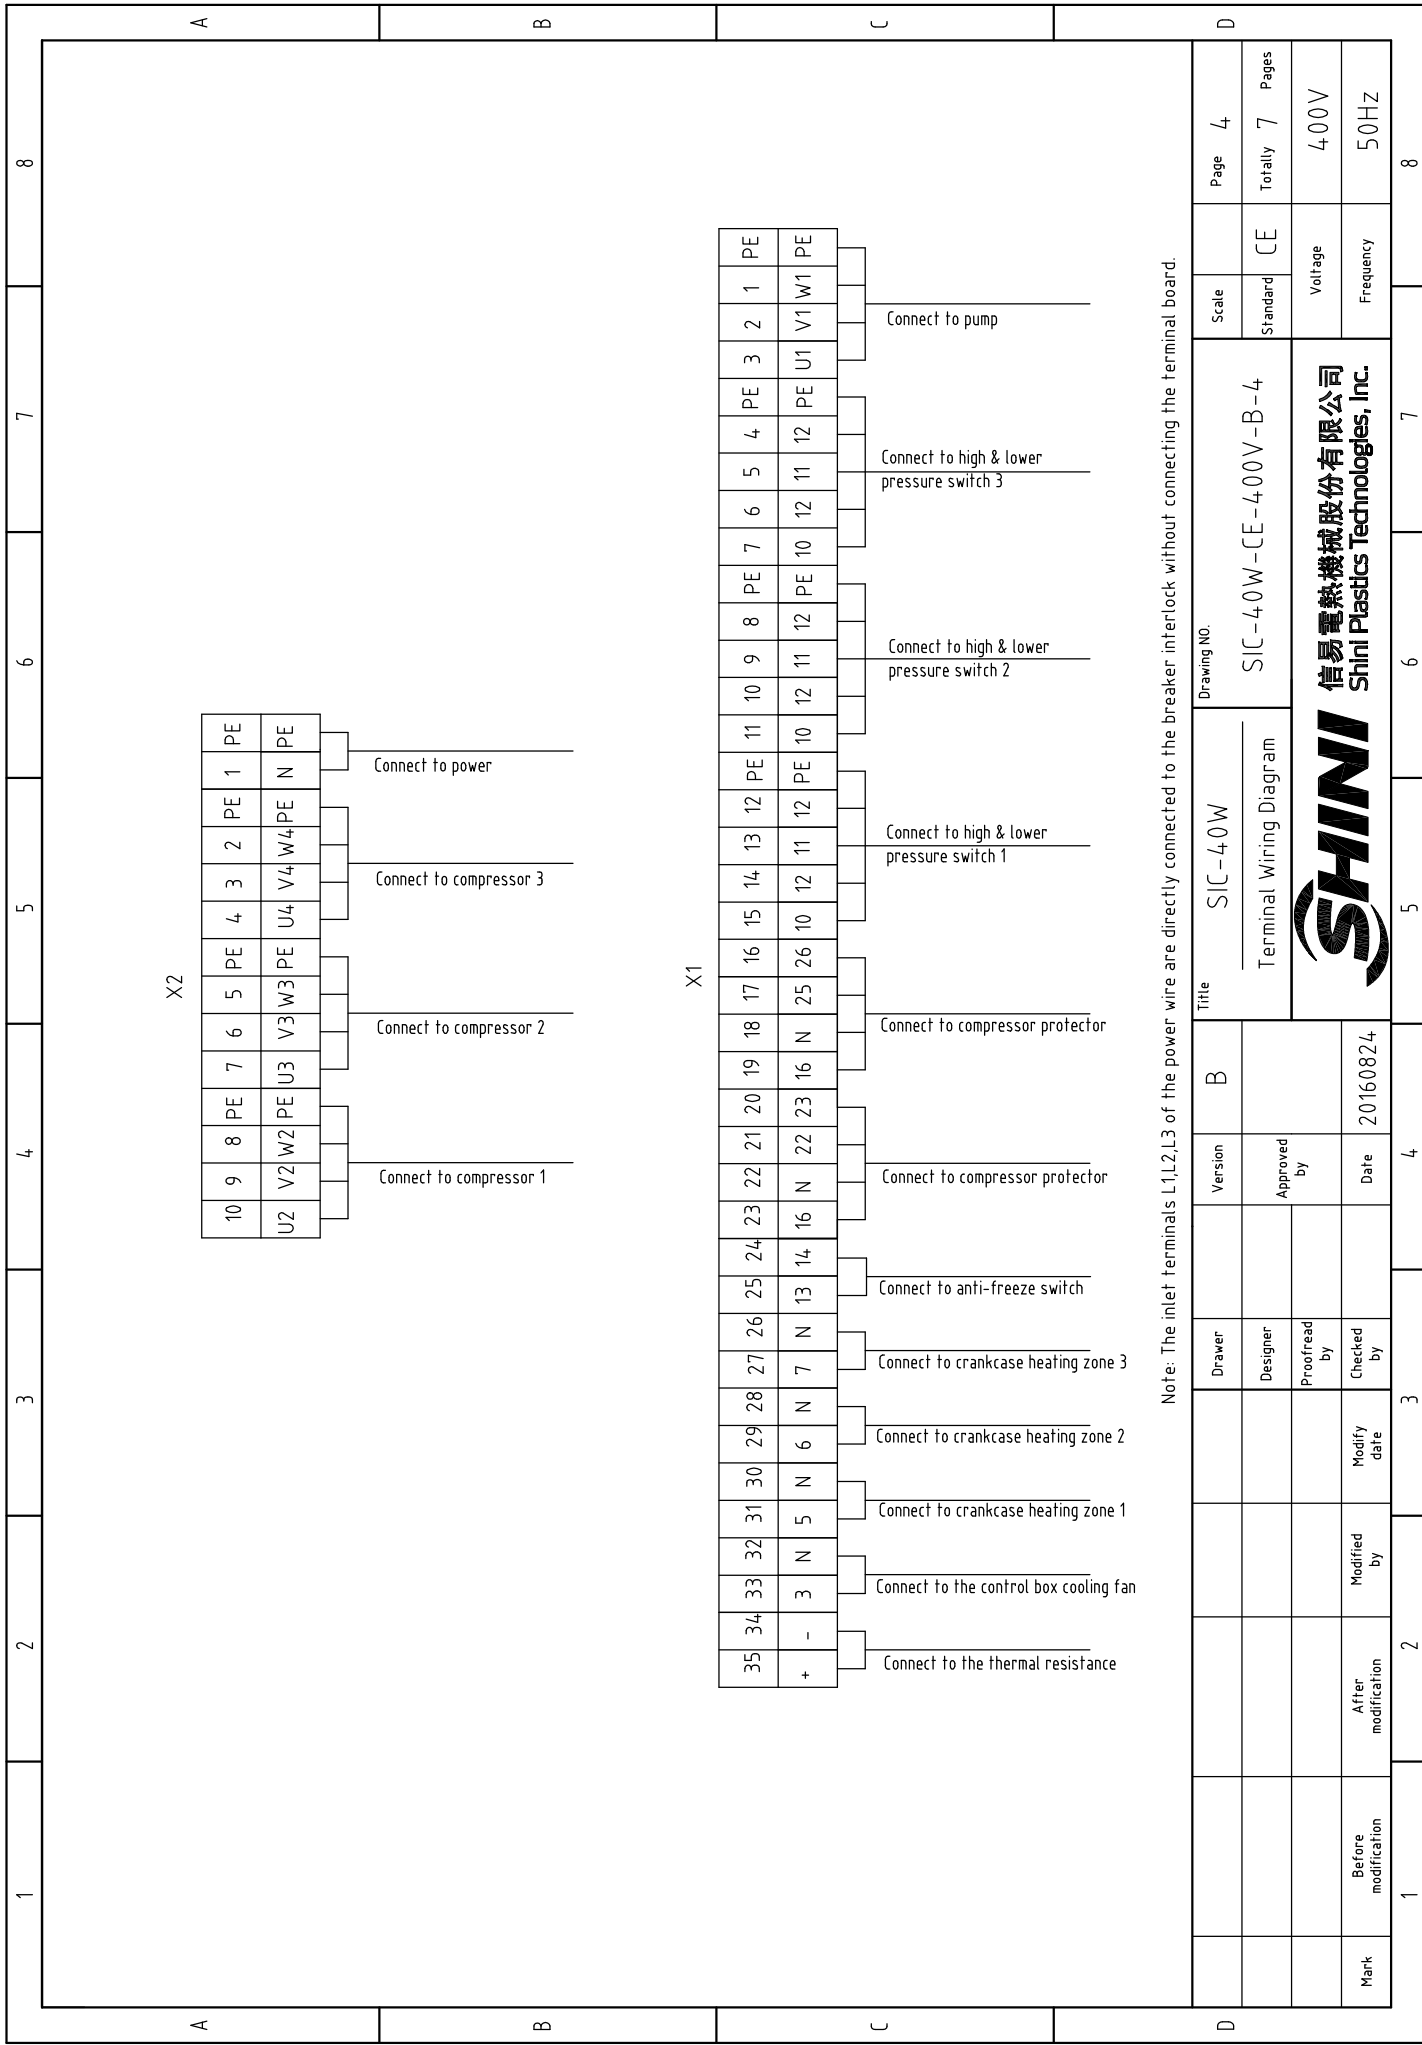 1 2 3 4 5 6 7 8
A
B
C
D
A
B
C
D
X2
10 9 8 PE 7 6 5 PE 4 3 2 PE 1 PE
U2 V2 W2 PE U3 V3 W3 PE U4 V4 W4 PE N PE
Connect to compressor 1
Connect to compressor 2
Connect to compressor 3
Connect to power
X1
35 34 33 32 31 30 29 28 27 26 25 24 23 22 21 20 19 18 17 16 15 14 13 12 PE 11 10 9 8 PE 7 6 5 4 PE 3 2 1 PE
+ - 3 N 5 N 6 N 7 N 13 14 16 N 22 23 16 N 25 26 10 12 11 12 PE 10 12 11 12 PE 10 12 11 12 PE U1 V1 W1 PE
Connect to the thermal resistance
Connect to the control box cooling fan
Connect to crankcase heating zone 1
Connect to crankcase heating zone 2
Connect to crankcase heating zone 3
Connect to anti-freeze switch
Connect to compressor protector
Connect to compressor protector
Connect to high & lower
pressure switch 1
Connect to high & lower
pressure switch 2
Connect to high & lower
pressure switch 3
Connect to pump
Note: The inlet terminals L1,L2,L3 of the power wire are directly connected to the breaker interlock without connecting the terminal board.
Mark
Before
modification
After
modification
Modified
by
Modify
date
Drawer
Designer
Proofread
by
Checked
by
Version B
Approved
by
Date 20160824
Title
SIC-40W
Terminal Wiring Diagram
Drawing NO.
SIC-40W-CE-400V-B-4
SHINI
信易電熱機械股份有限公司
Shini Plastics Technologies, Inc.
Scale
Page 4
Standard CE
Totally 7 Pages
Voltage 400V
Frequency 50HZ
1 2 3 4 5 6 7 8